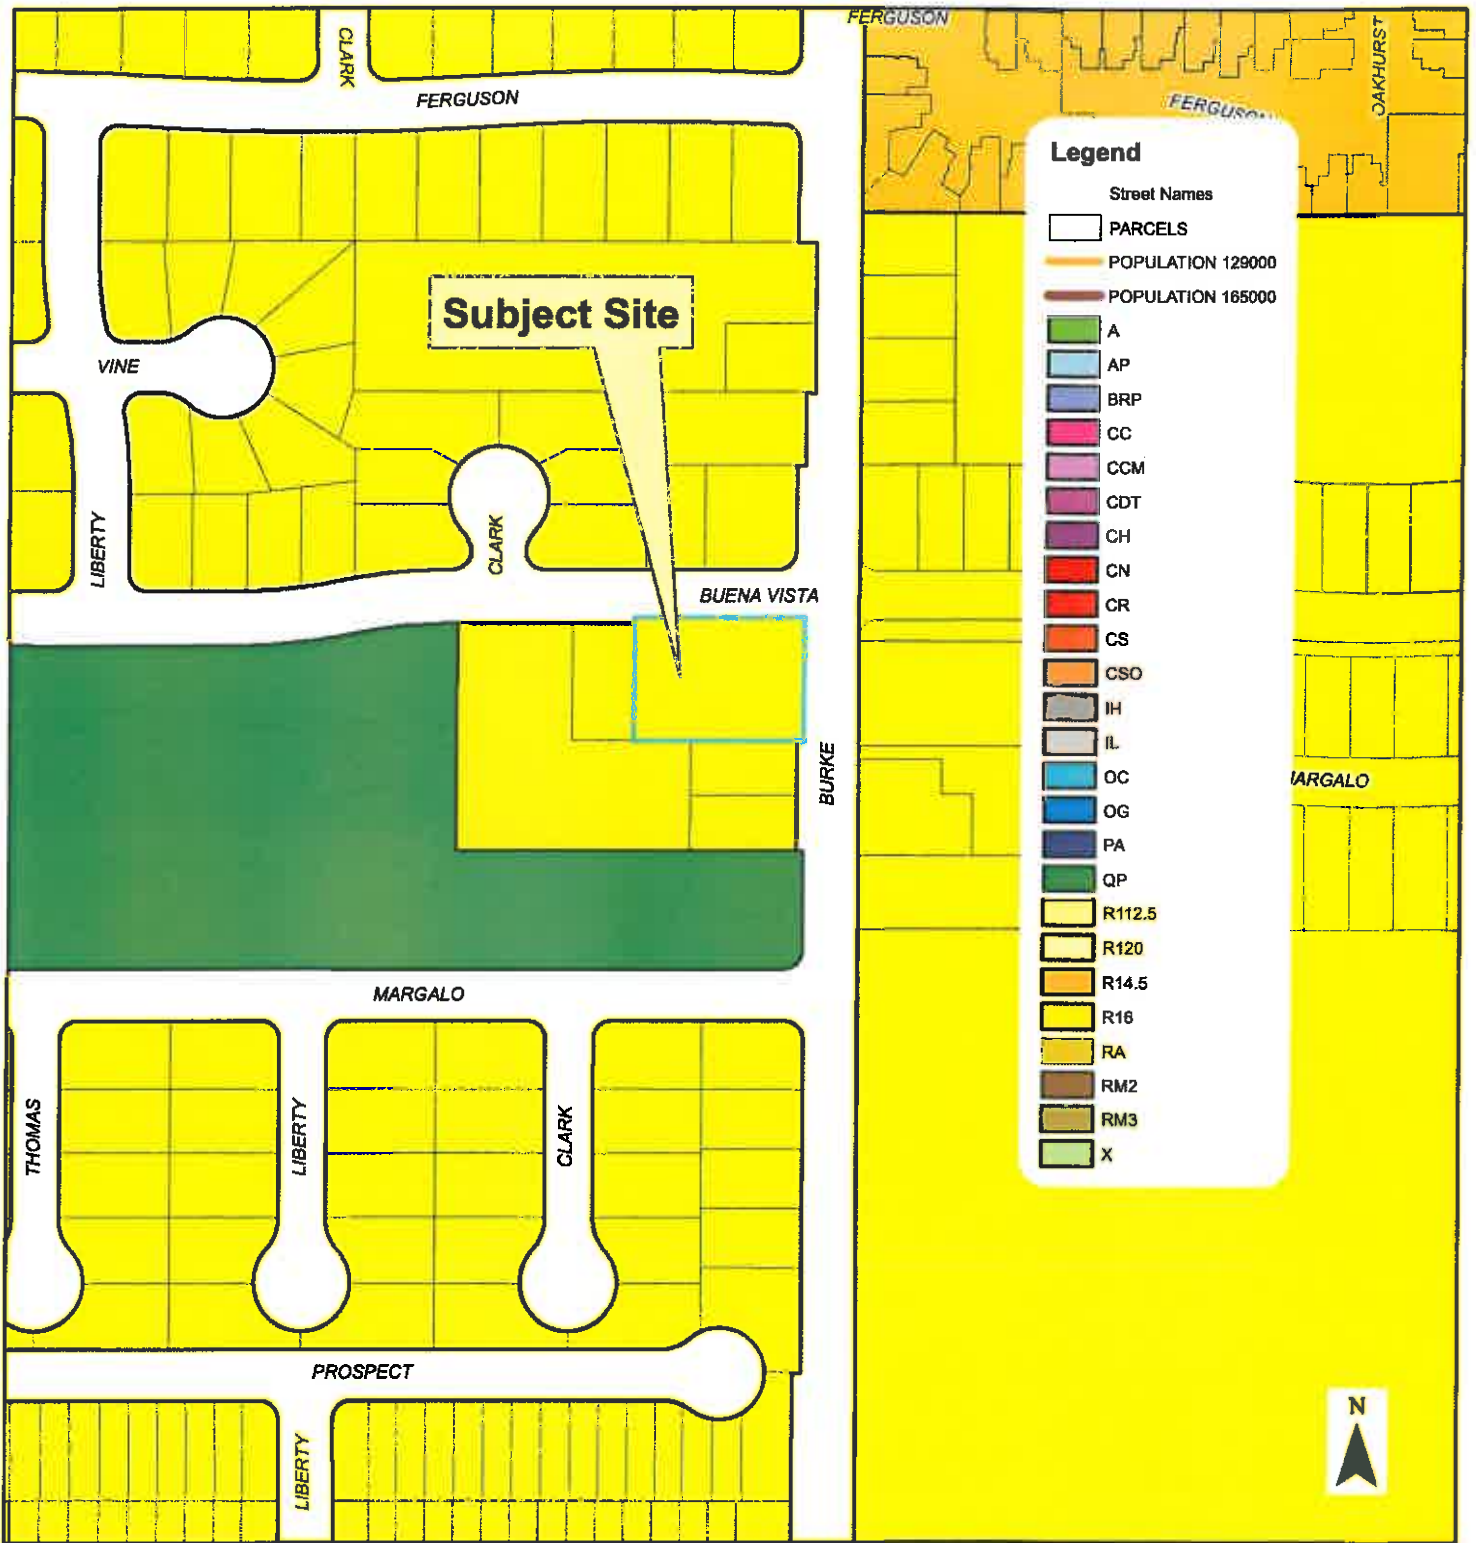 FERGUSON
CLARK
FERGUSON
OAKHURST
FERGUSON
Legend
Street Names
PARCELS
POPULATION 129000
POPULATION 165000
A
AP
BRP
CC
CCM
CDT
CH
CN
CR
CS
CSO
IH
IL
OC
OG
PA
QP
R112.5
R120
R14.5
R16
RA
RM2
RM3
X
Subject Site
VINE
LIBERTY
CLARK
BUENA VISTA
BURKE
MARGALO
MARGALO
THOMAS
LIBERTY
CLARK
PROSPECT
LIBERTY
N